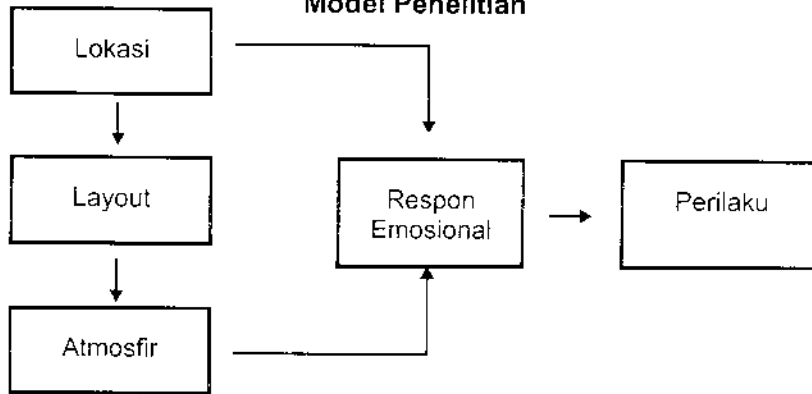 Model Penelitian
Lokasi
Layout
Respon
Emosional
Perilaku
Atmosfir